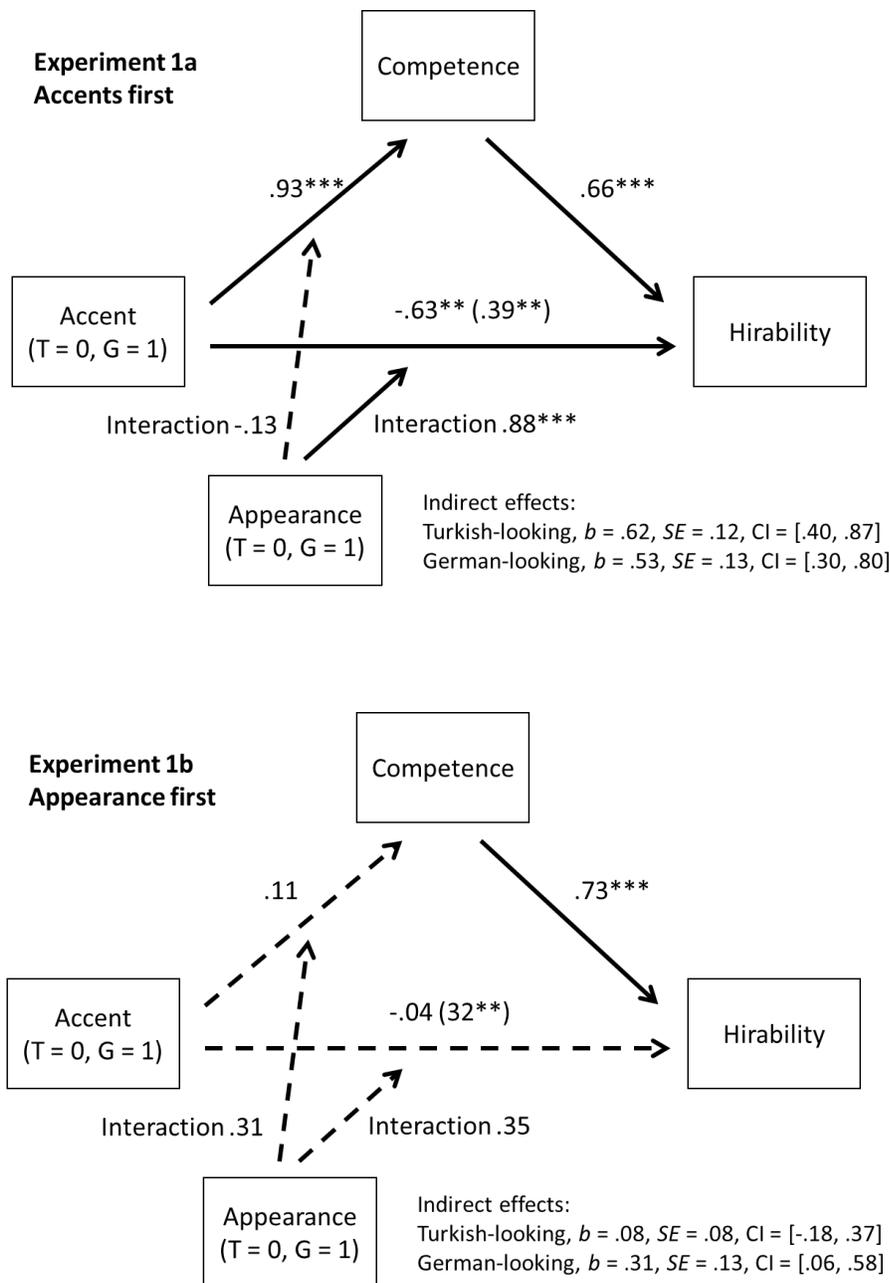 Experiment 1a
Accents first
Competence
.93***
.66***
Accent
(T = 0, G = 1)
-.63** (.39**)
Hirability
Interaction -.13
Interaction .88***
Appearance
(T = 0, G = 1)
Indirect effects:
Turkish-looking, b = .62, SE = .12, CI = [.40, .87]
German-looking, b = .53, SE = .13, CI = [.30, .80]
Experiment 1b
Appearance first
Competence
.11
.73***
Accent
(T = 0, G = 1)
-.04 (32**)
Hirability
Interaction .31
Interaction .35
Appearance
(T = 0, G = 1)
Indirect effects:
Turkish-looking, b = .08, SE = .08, CI = [-.18, .37]
German-looking, b = .31, SE = .13, CI = [.06, .58]